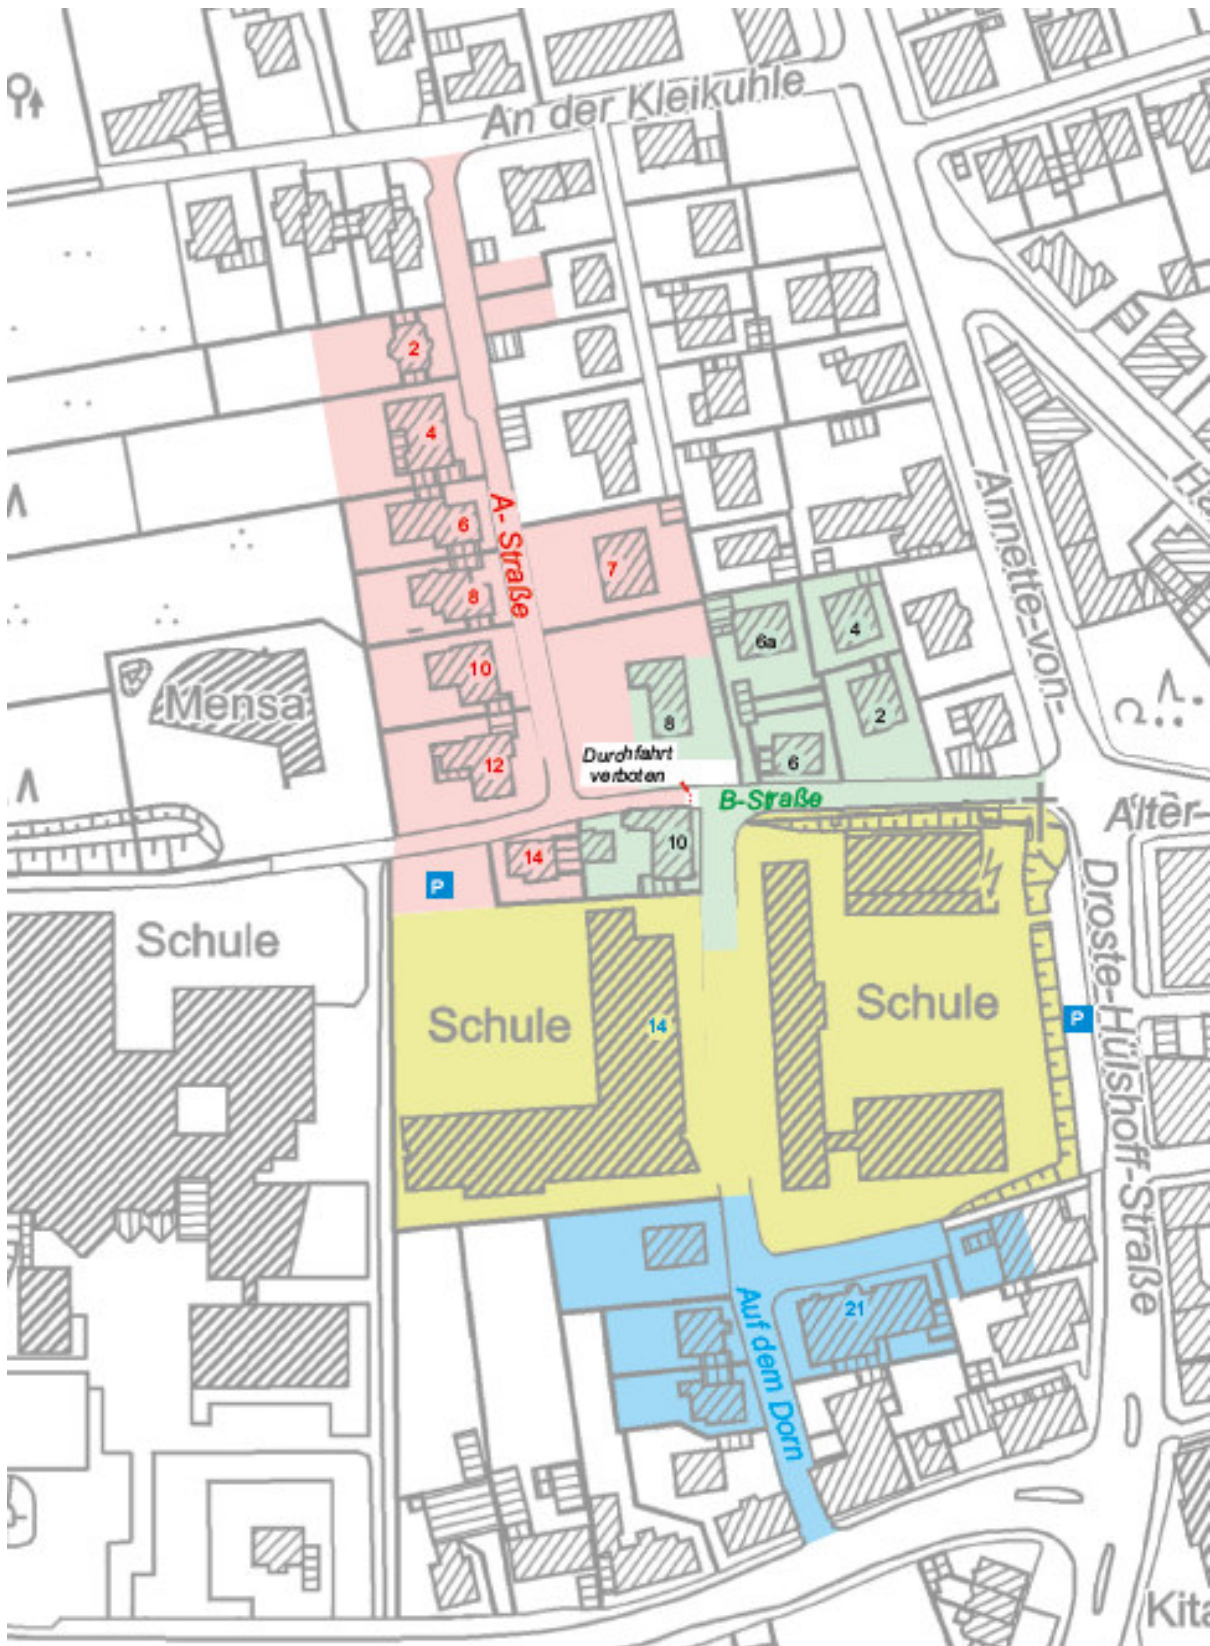 An der Kleikuhle
2
4
A- Straße
6
7
8
10
12
14
Mensa
6a
4
8
2
6
Durchfahrt
verboten
B-Straße
10
Annette-von-
Droste-Hülshoff-Straße
Alter-
P
Schule
Schule
14
Schule
P
Auf dem Dorn
21
Kita